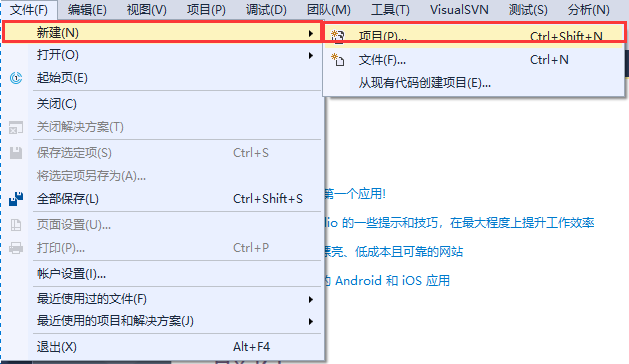 文件(F) 编辑(E) 视图(V) 项目(P) 调试(D) 团队(M) 工具(T) VisualSVN 测试(S) 分析(N)
新建(N)
打开(O)
起始页(E)
关闭(C)
关闭解决方案(T)
保存选定项(S) Ctrl+S
将选定项另存为(A)...
全部保存(L) Ctrl+Shift+S
页面设置(U)...
打印(P)... Ctrl+P
帐户设置(I)...
最近使用过的文件(F)
最近使用的项目和解决方案(J)
退出(X) Alt+F4
项目(P)... Ctrl+Shift+N
文件(F)... Ctrl+N
从现有代码创建项目(E)...
第一个应用!
dio 的一些提示和技巧，在最大程度上提升工作效率
漂亮、低成本且可靠的网站
的 Android 和 iOS 应用